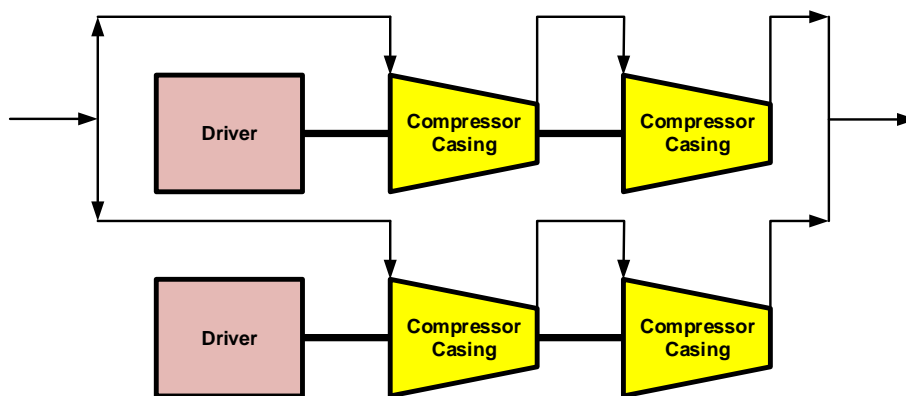 Driver
Compressor
Casing
Compressor
Casing
Driver
Compressor
Casing
Compressor
Casing